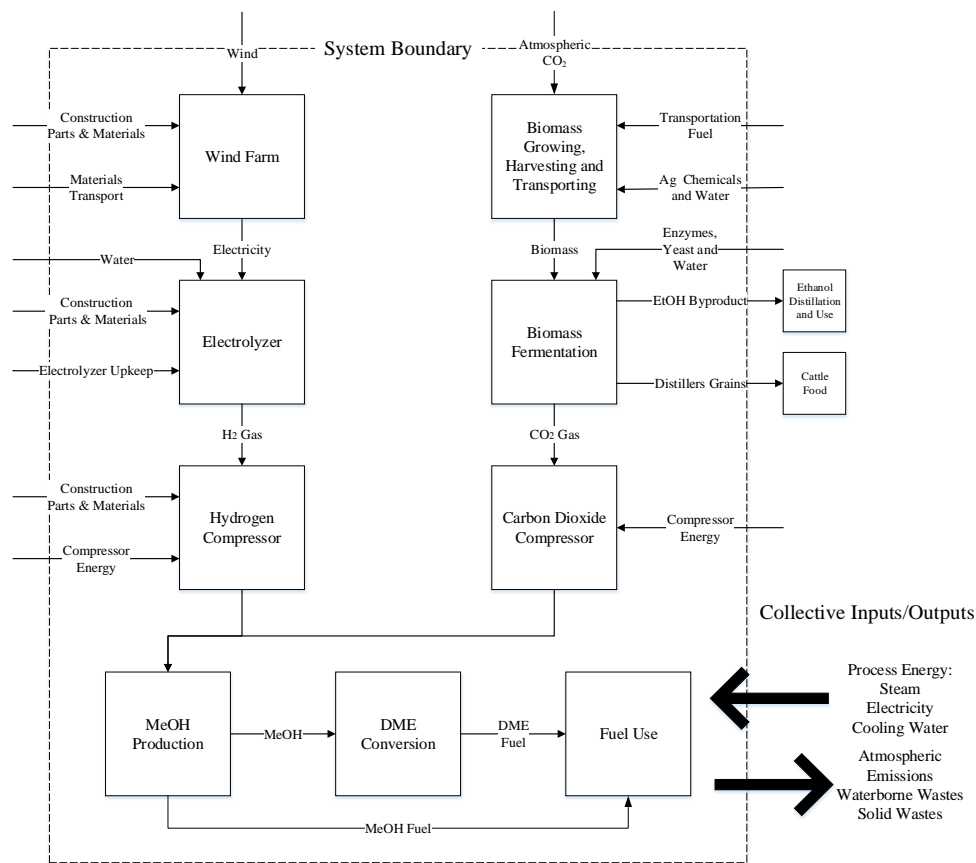 System Boundary
Wind
Atmospheric
CO2
Construction
Parts & Materials
Wind Farm
Materials
Transport
Biomass
Growing,
Harvesting and
Transporting
Transportation
Fuel
Ag Chemicals
and Water
Electricity
Biomass
Enzymes,
Yeast and
Water
Water
Construction
Parts & Materials
Electrolyzer
Electrolyzer Upkeep
Biomass
Fermentation
EtOH Byproduct
Ethanol
Distillation
and Use
Distillers Grains
Cattle
Food
H2 Gas
CO2 Gas
Construction
Parts & Materials
Hydrogen
Compressor
Compressor
Energy
Carbon Dioxide
Compressor
Compressor
Energy
Collective Inputs/Outputs
MeOH
Production
MeOH
DME
Conversion
DME
Fuel
Fuel Use
MeOH Fuel
Process Energy:
Steam
Electricity
Cooling Water
Atmospheric
Emissions
Waterborne Wastes
Solid Wastes